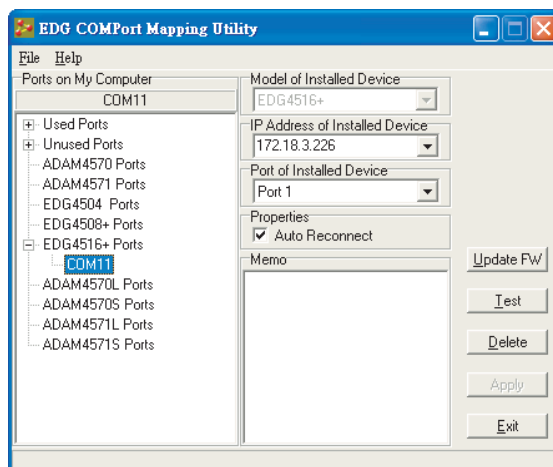 EDG COMPort Mapping Utility
File Help
Ports on My Computer
COM11
Used Ports
Unused Ports
ADAM4570 Ports
ADAM4571 Ports
EDG4504 Ports
EDG4508+ Ports
EDG4516+ Ports
COM11
ADAM4570L Ports
ADAM4570S Ports
ADAM4571L Ports
ADAM4571S Ports
Model of Installed Device
EDG4516+
IP Address of Installed Device
172.18.3.226
Port of Installed Device
Port 1
Properties
Auto Reconnect
Memo
Update FW
Test
Delete
Apply
Exit